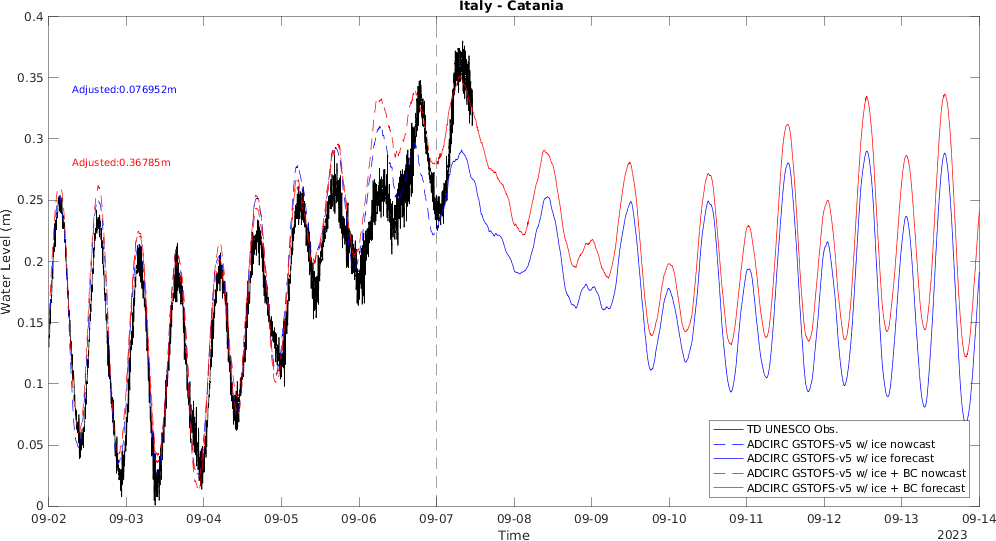 Italy - Catania
0.4
0.35
0.3
0.25
0.2
0.15
0.1
0.05
0
Water Level (m)
Adjusted:0.076952m
Adjusted:0.36785m
TD UNESCO Obs.
ADCIRC GSTOFS-v5 w/ ice nowcast
ADCIRC GSTOFS-v5 w/ ice forecast
ADCIRC GSTOFS-v5 w/ ice + BC nowcast
ADCIRC GSTOFS-v5 w/ ice + BC forecast
09-02 09-03 09-04 09-05 09-06 09-07 09-08 09-09 09-10 09-11 09-12 09-13 09-14
Time
2023